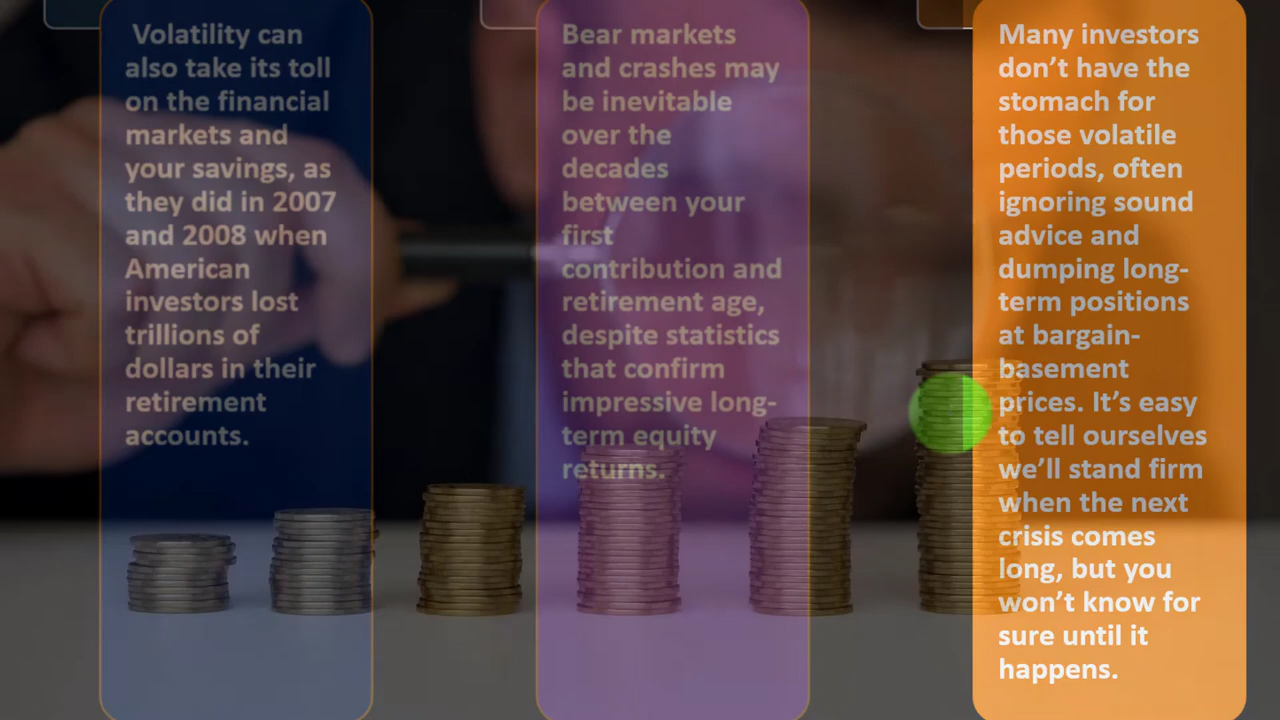 Volatility can
also take its toll
on the financial
markets and
your savings, as
they did in 2007
and 2008 when
American
investors lost
trillions of
dollars in their
retirement
accounts.
Bear markets
and crashes may
be inevitable
over the
decades
between your
first
contribution and
retirement age,
despite statistics
that confirm
impressive long-
term equity
returns.
Many investors
don’t have the
stomach for
those volatile
periods, often
ignoring sound
advice and
dumping long-
term positions
at bargain-
basement
prices. It’s easy
to tell ourselves
we’ll stand firm
when the next
crisis comes
long, but you
won’t know for
sure until it
happens.